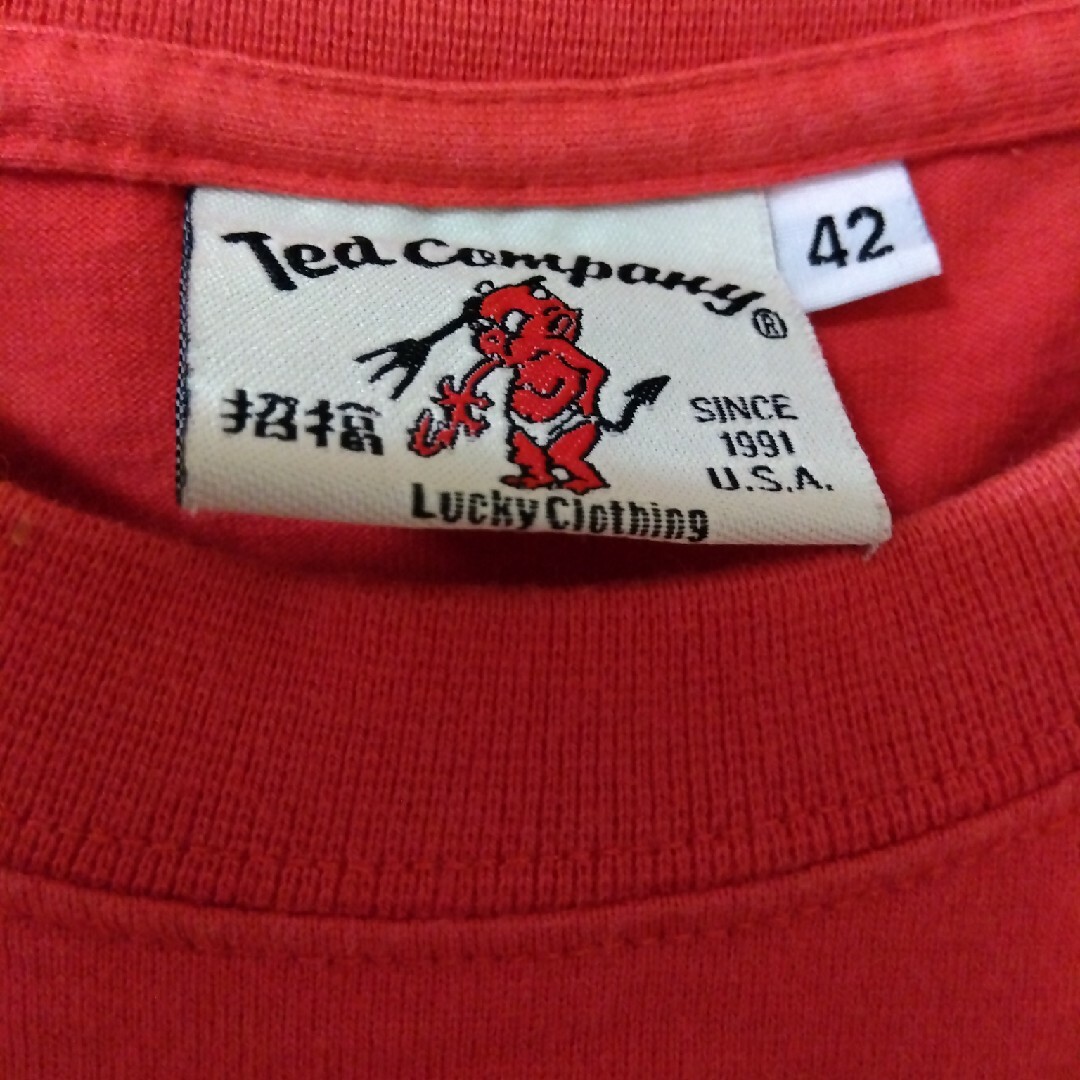 Ted Company®
42
招福
SINCE
1991
U.S.A.
Lucky Clothing